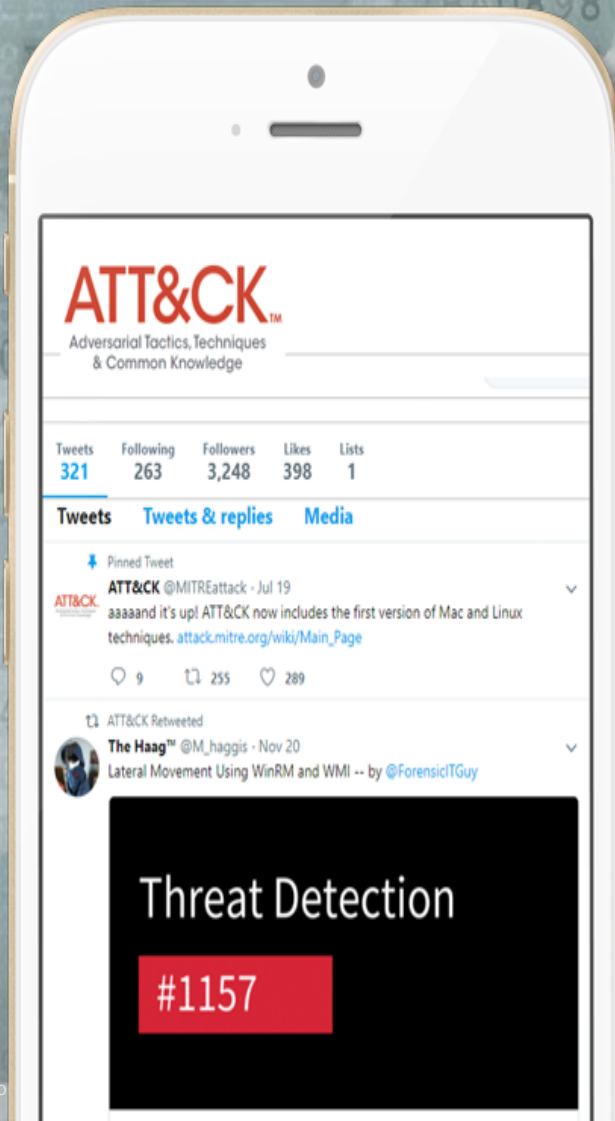 ATT&CK™
Adversarial Tactics, Techniques
& Common Knowledge
Tweets Following Followers Likes Lists
321 263 3,248 398 1
Tweets Tweets & replies Media
Pinned Tweet
ATT&CK @MITREattack · Jul 19
aaaaand it's up! ATT&CK now includes the first version of Mac and Linux
techniques. attack.mitre.org/wiki/Main_Page
9 255 289
ATT&CK Retweeted
The Haag™ @M_haggis · Nov 20
Lateral Movement Using WinRM and WMI -- by @ForensicITGuy
Threat Detection
#1157